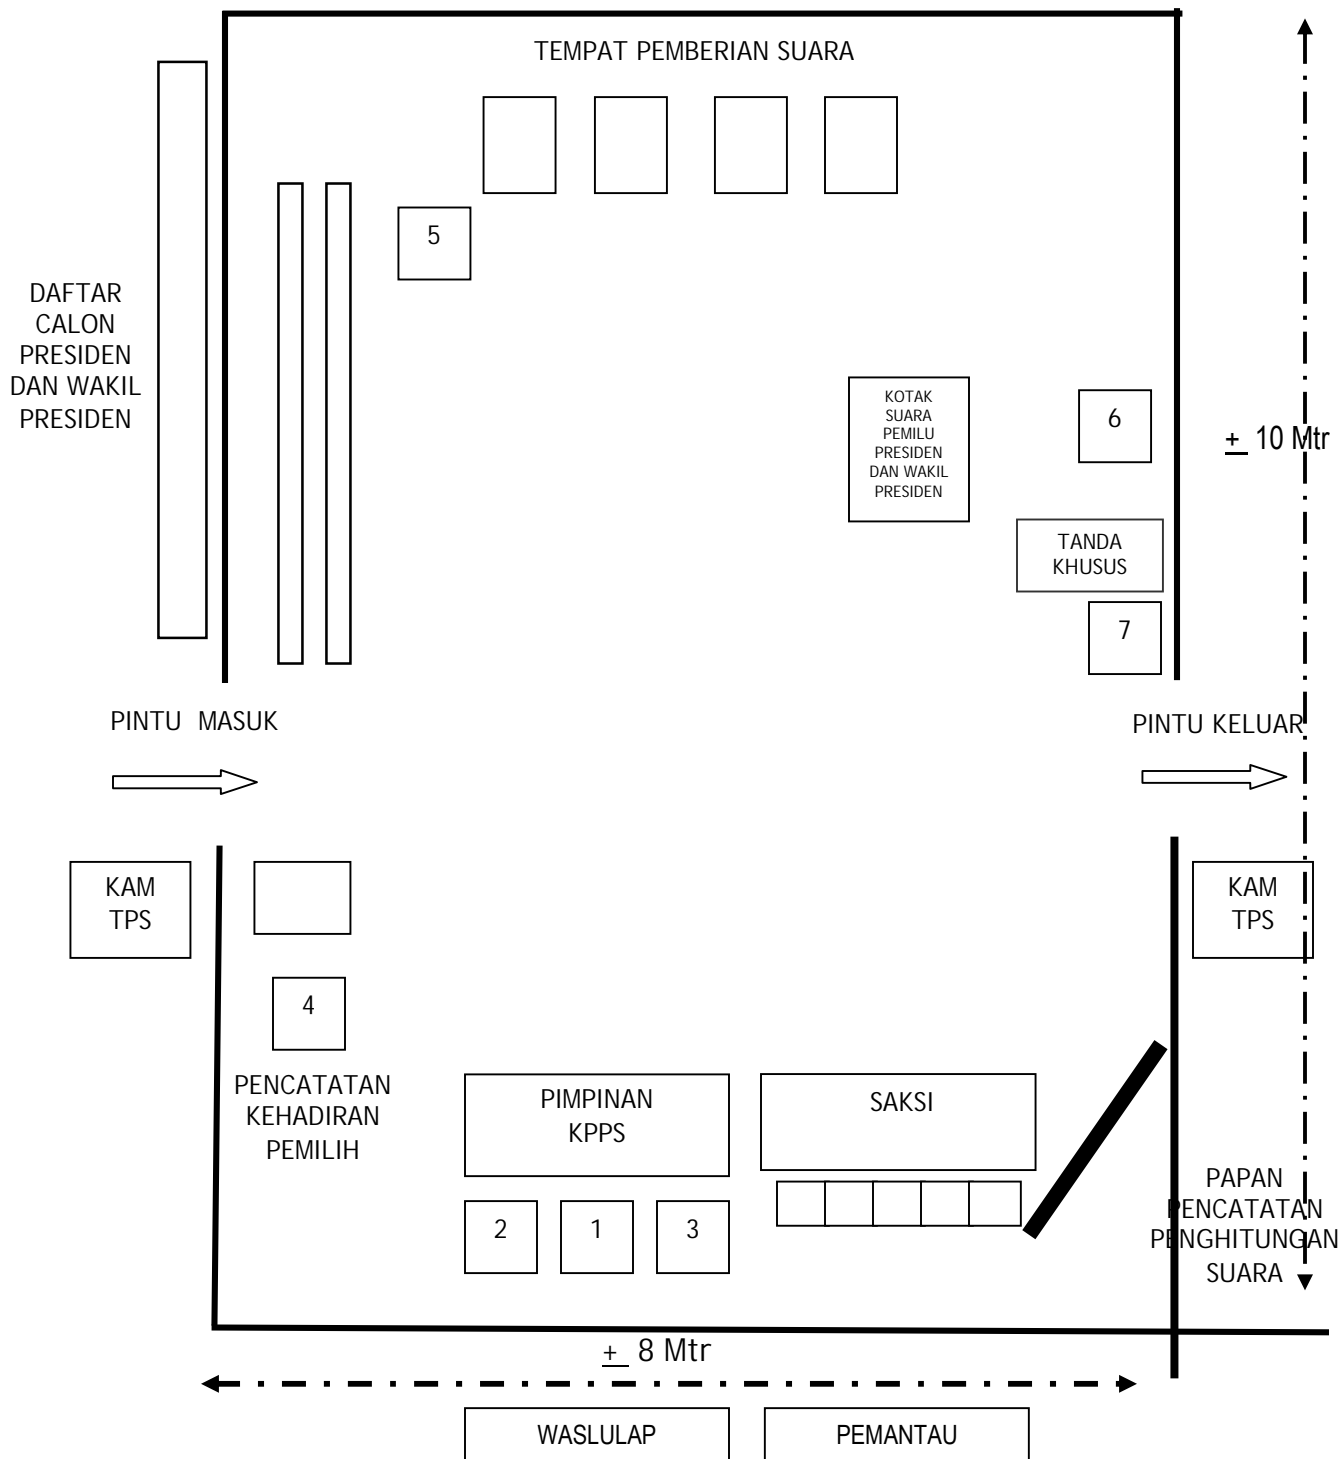 TEMPAT PEMBERIAN SUARA
5
DAFTAR
CALON
PRESIDEN
DAN WAKIL
PRESIDEN
KOTAK
SUARA
PEMILU
PRESIDEN
DAN WAKIL
PRESIDEN
6
± 10 Mtr
TANDA
KHUSUS
7
PINTU MASUK
PINTU KELUAR
KAM
TPS
KAM
TPS
4
PENCATATAN
KEHADIRAN
PEMILIH
PIMPINAN
KPPS
SAKSI
2
1
3
PAPAN
PENCATATAN
PENGHITUNGAN
SUARA
± 8 Mtr
WASLULAP
PEMANTAU